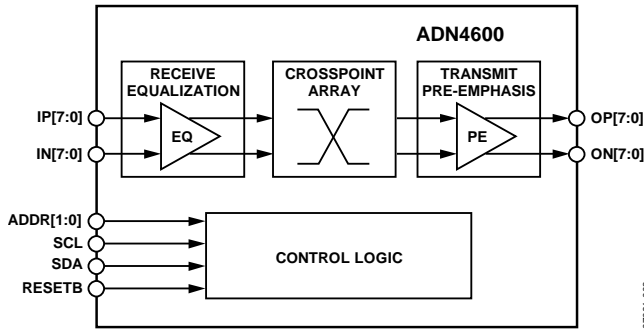 ADN4600
RECEIVE
EQUALIZATION
CROSSPOINT
ARRAY
TRANSMIT
PRE-EMPHASIS
IP[7:0]
IN[7:0]
EQ
PE
OP[7:0]
ON[7:0]
ADDR[1:0]
SCL
SDA
RESETB
CONTROL LOGIC